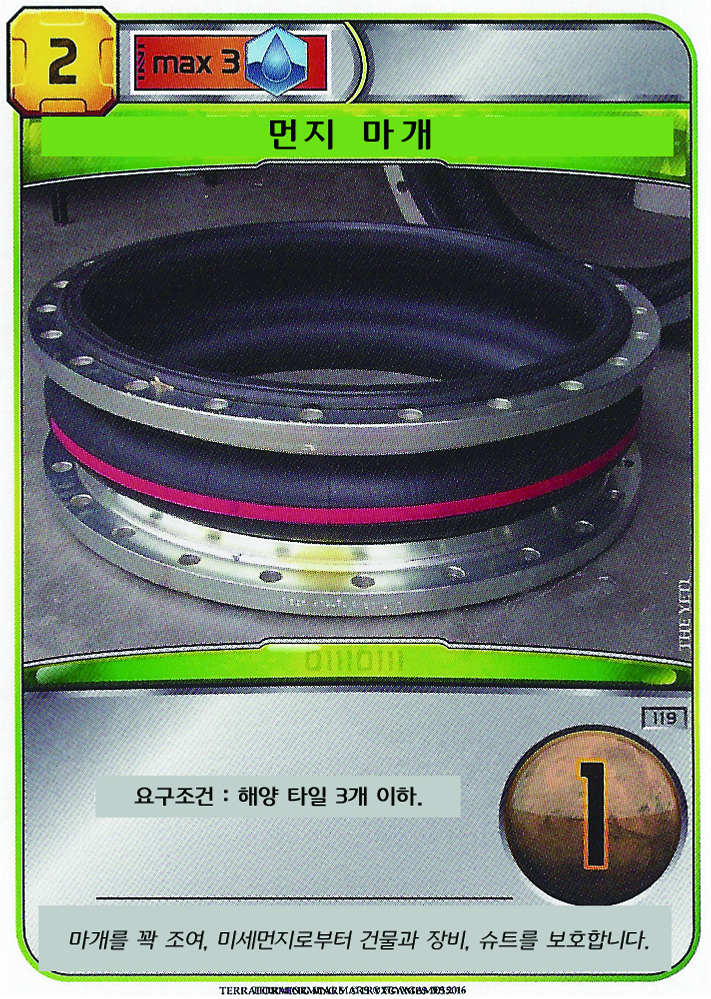 2
max 3
먼지 마개
THE YETI
01110111
119
요구조건 : 해양 타일 3개 이하.
1
마개를 꽉 조여, 미세먼지로부터 건물과 장비, 슈트를 보호합니다.